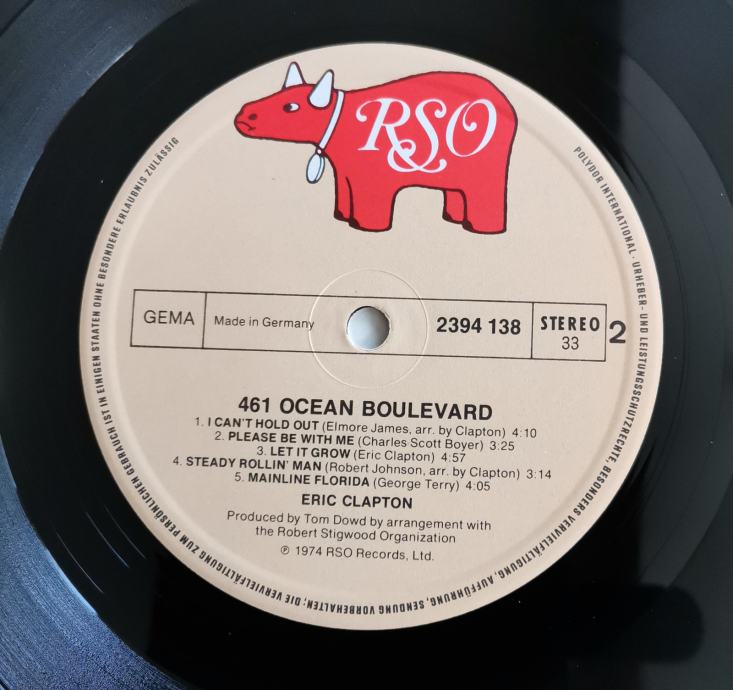 RSO
GEMA
Made in Germany
2394 138
STEREO
33
2
461 OCEAN BOULEVARD
1. I CAN'T HOLD OUT (Elmore James, arr. by Clapton) 4:10
2. PLEASE BE WITH ME (Charles Scott Boyer) 3:25
3. LET IT GROW (Eric Clapton) 4:57
4. STEADY ROLLIN' MAN (Robert Johnson, arr. by Clapton) 3:14
5. MAINLINE FLORIDA (George Terry) 4:05
ERIC CLAPTON
Produced by Tom Dowd by arrangement with
the Robert Stigwood Organization
℗ 1974 RSO Records, Ltd.
POLYDOR INTERNATIONAL · URHEBER- UND LEISTUNGSSCHUTZRECHTE, BESONDERS VERVIELFÄLTIGUNG, AUFFÜHRUNG, SENDUNG VORBEHALTEN; DIE VERVIELFÄLTIGUNG ZUM PERSÖNLICHEN GEBRAUCH IST IN EINIGEN STAATEN OHNE BESONDERE ERLAUBNIS ZULÄSSIG